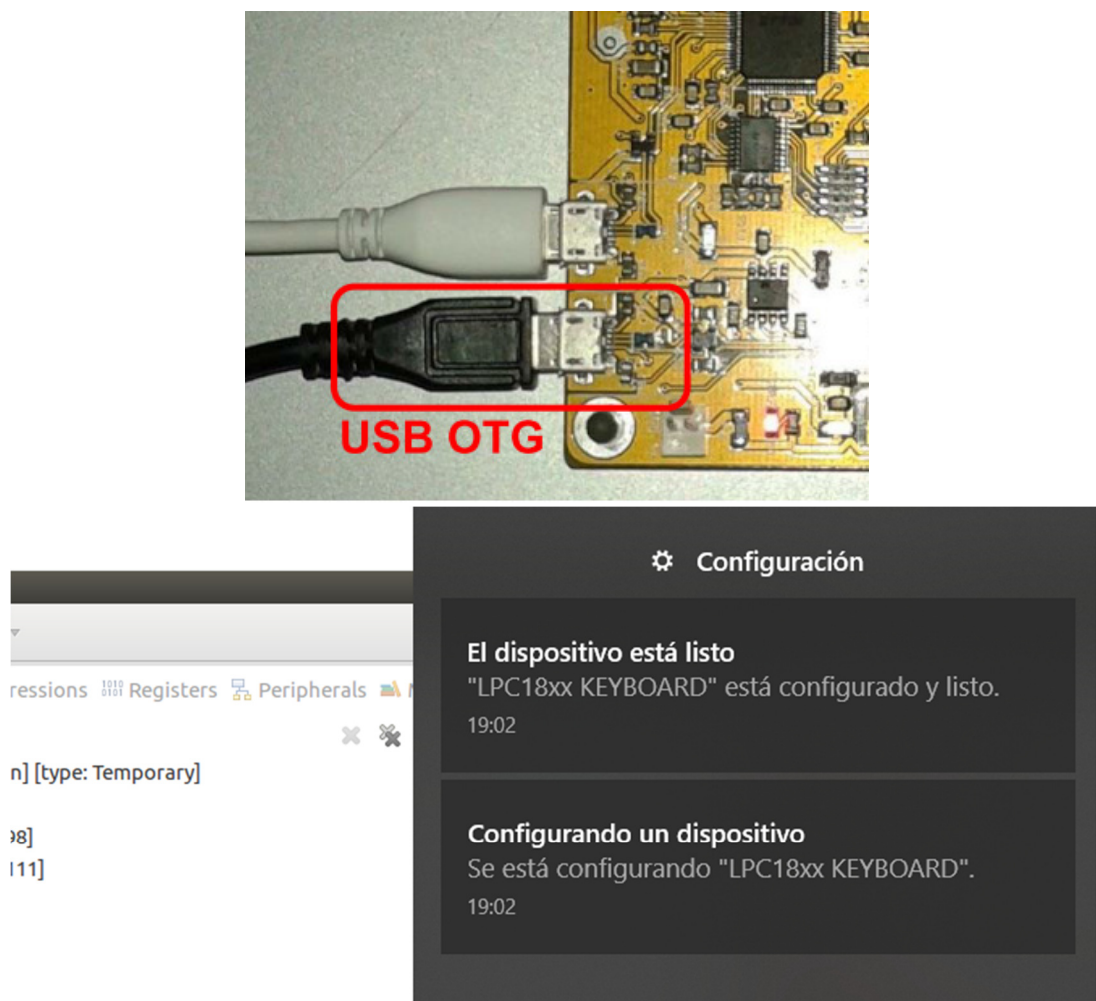 USB OTG
Configuración
El dispositivo está listo
"LPC18xx KEYBOARD" está configurado y listo.
19:02
Configurando un dispositivo
Se está configurando "LPC18xx KEYBOARD".
19:02
ressions Registers Peripherals
n] [type: Temporary]
98]
111]